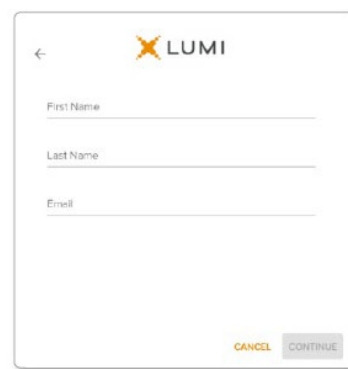 LUMI
First Name
Last Name
Email
CANCEL CONTINUE